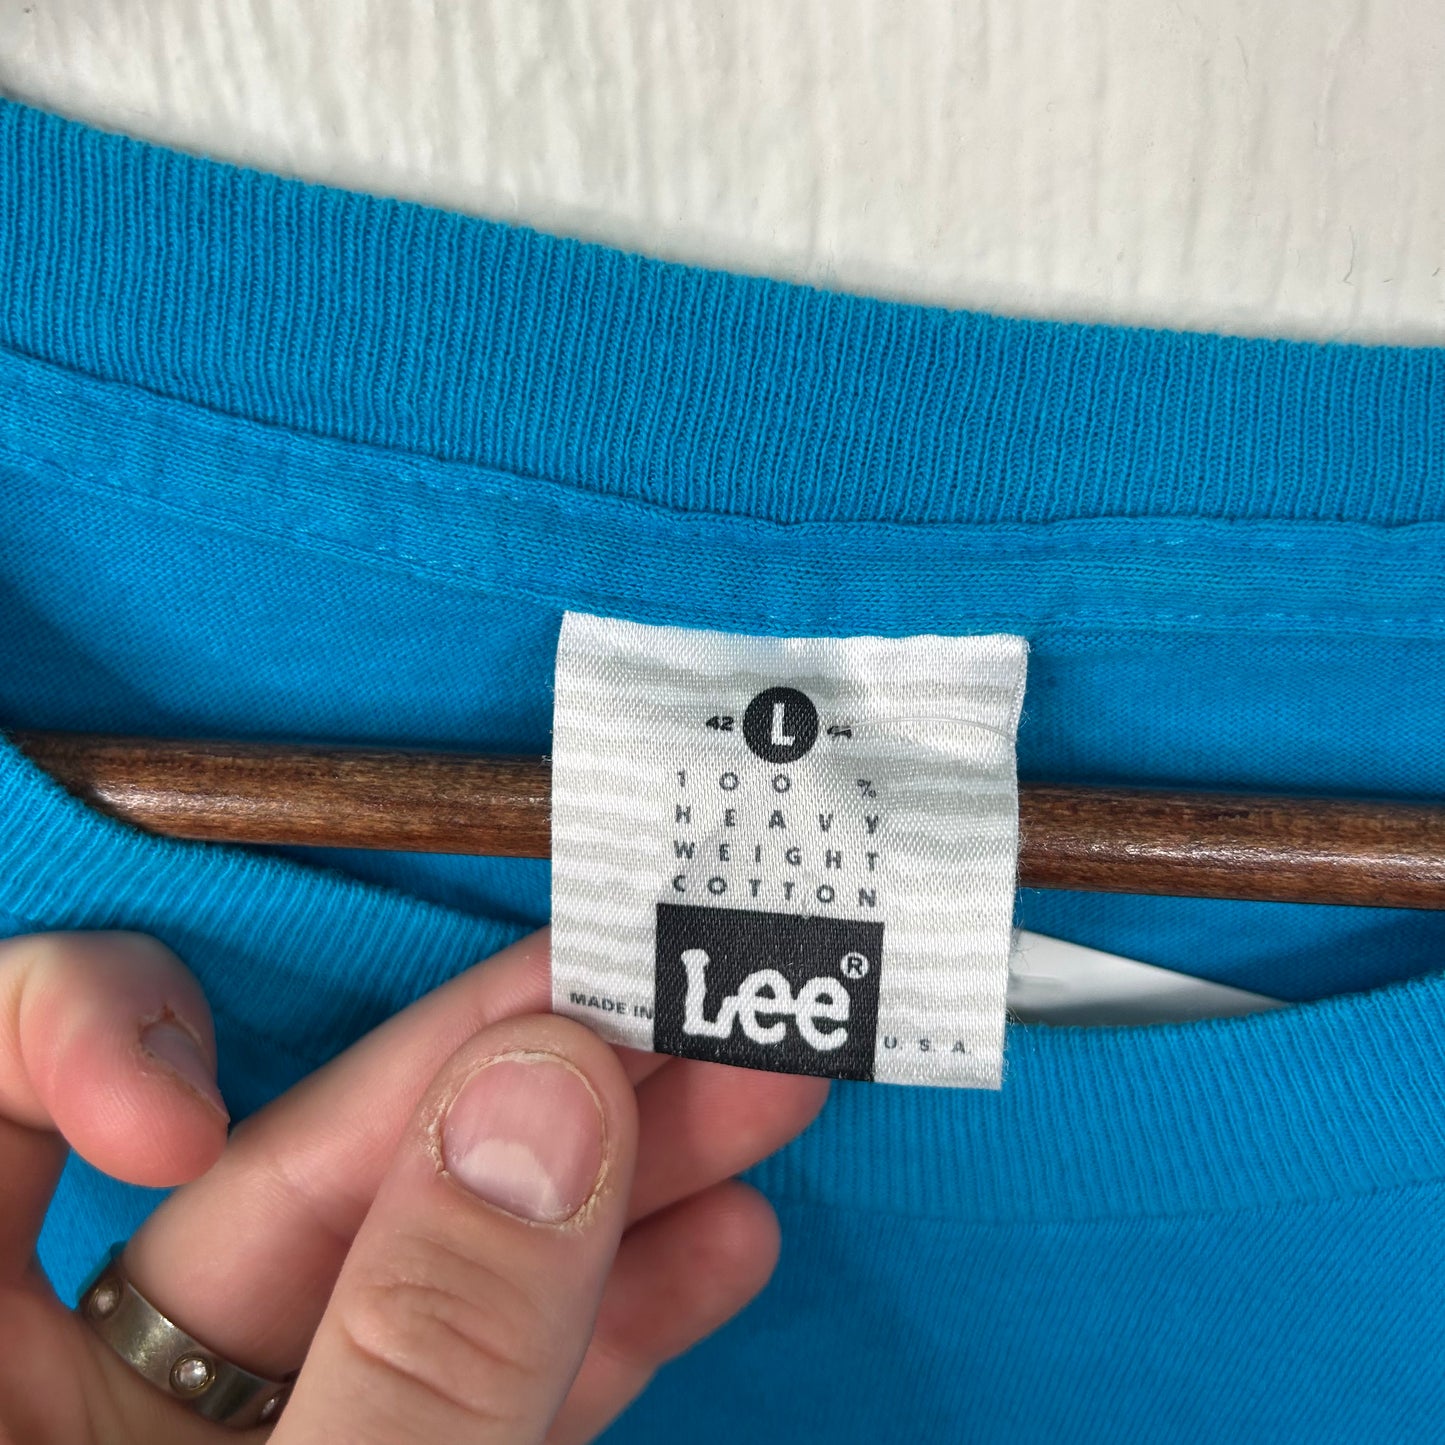 42 L 44
100%
HEAVY
WEIGHT
COTTON
Lee®
MADE IN U.S.A.